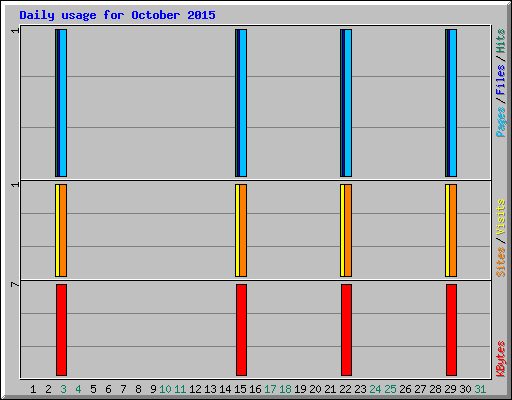 Daily usage for October 2015
1
Pages/Files/Hits
1
Sites/Visits
7
KBytes
1 2 3 4 5 6 7 8 9 10 11 12 13 14 15 16 17 18 19 20 21 22 23 24 25 26 27 28 29 30 31